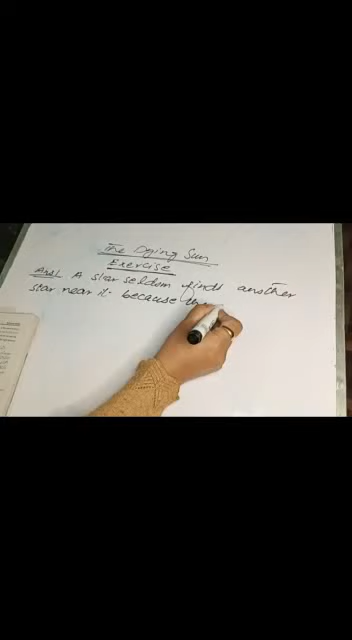 The Dying Sun
Exercise
Ans1. A star seldom finds another
star near it. because